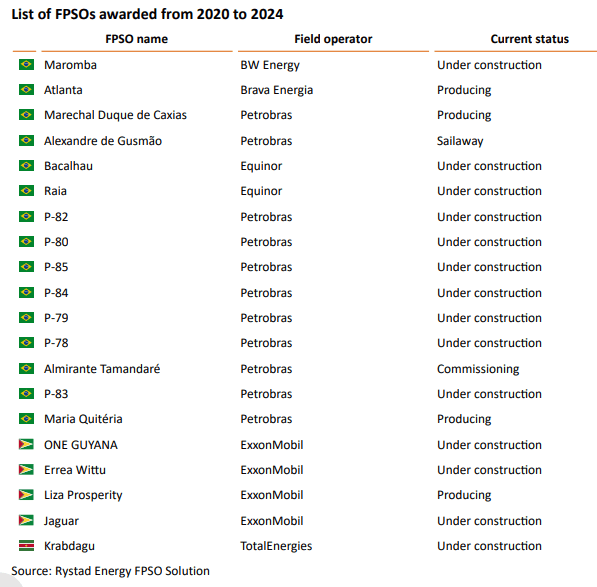 List of FPSOs awarded from 2020 to 2024
FPSO name Field operator Current status
Maromba BW Energy Under construction
Atlanta Brava Energia Producing
Marechal Duque de Caxias Petrobras Producing
Alexandre de Gusmão Petrobras Sailaway
Bacalhau Equinor Under construction
Raia Equinor Under construction
P-82 Petrobras Under construction
P-80 Petrobras Under construction
P-85 Petrobras Under construction
P-84 Petrobras Under construction
P-79 Petrobras Under construction
P-78 Petrobras Under construction
Almirante Tamandaré Petrobras Commissioning
P-83 Petrobras Under construction
Maria Quitéria Petrobras Producing
ONE GUYANA ExxonMobil Under construction
Errea Wittu ExxonMobil Under construction
Liza Prosperity ExxonMobil Producing
Jaguar ExxonMobil Under construction
Krabdagu TotalEnergies Under construction
Source: Rystad Energy FPSO Solution